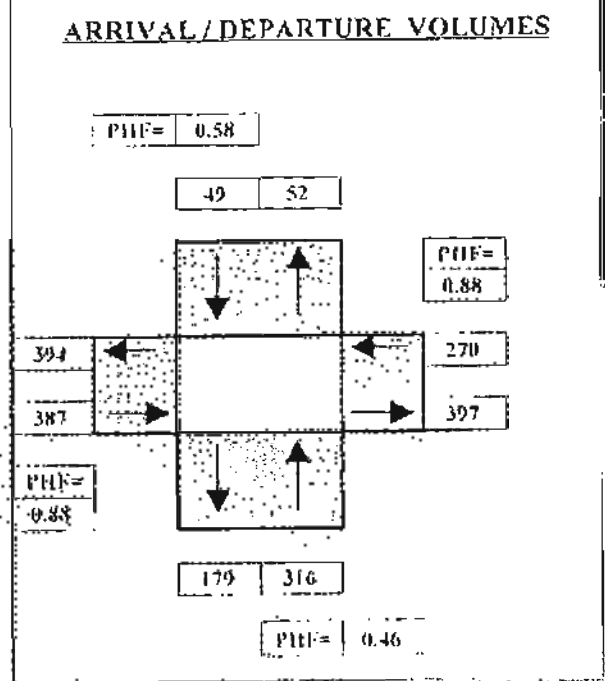 ARRIVAL / DEPARTURE VOLUMES
PHF= 0.58
49 52
PHF=
0.88
394 270
387 397
PHF=
0.88
179 316
PHF= 0.46